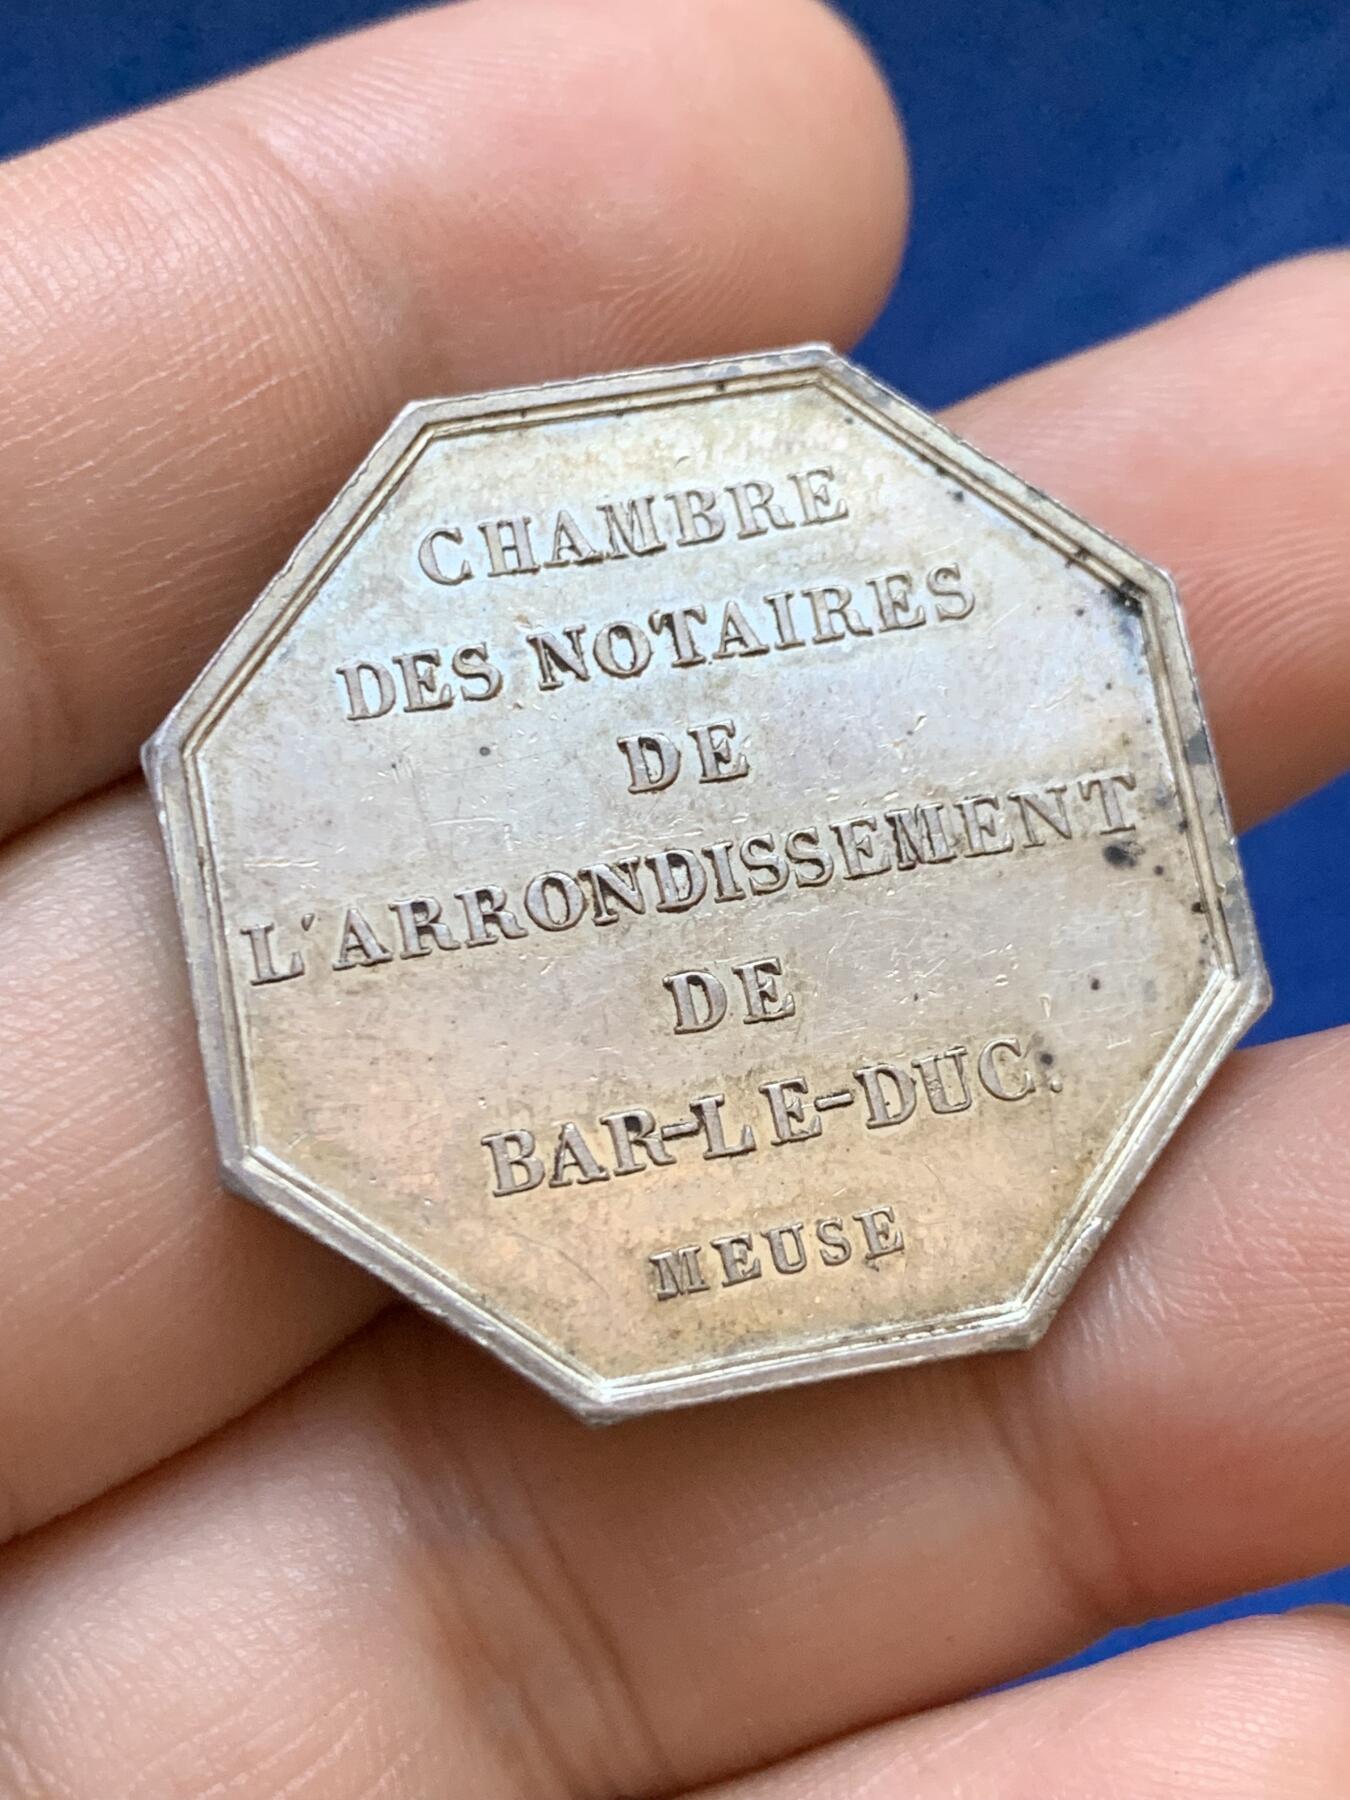 CHAMBRE
DES NOTAIRES
DE
L'ARRONDISSEMENT
DE
BAR-LE-DUC.
MEUSE